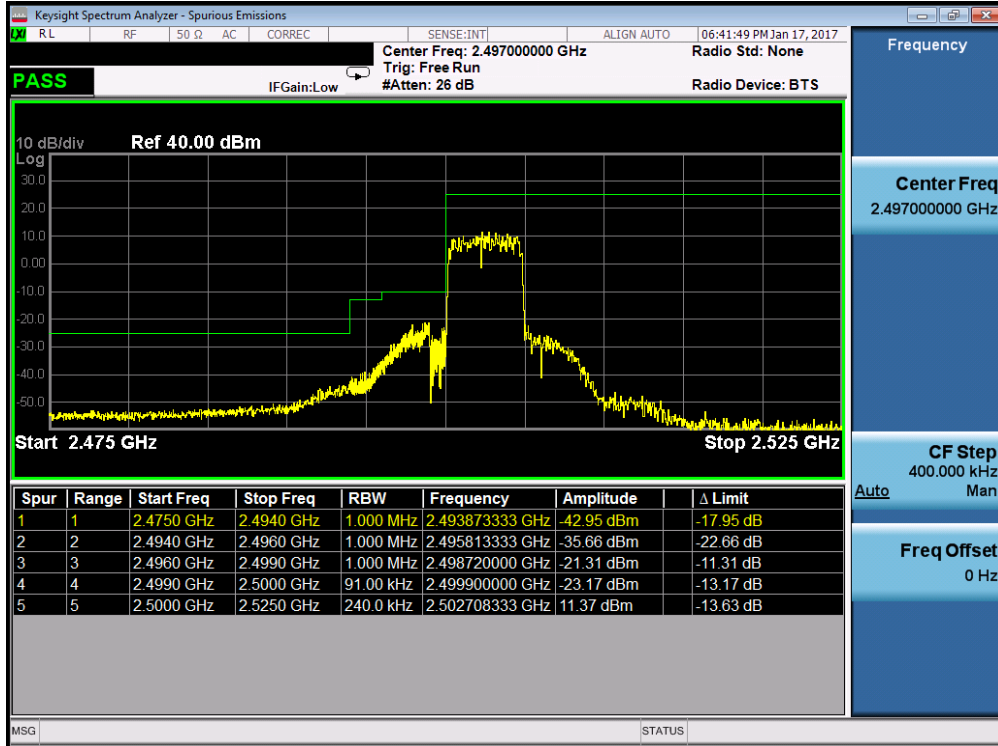 Keysight Spectrum Analyzer - Spurious Emissions
LXI RL RF 50 Ω AC CORREC SENSE:INT ALIGN AUTO 06:41:49 PM Jan 17, 2017
Center Freq: 2.497000000 GHz Radio Std: None
Trig: Free Run
PASS IFGain:Low #Atten: 26 dB Radio Device: BTS
Frequency
10 dB/div Ref 40.00 dBm
Log
30.0
20.0
10.0
0.00
-10.0
-20.0
-30.0
-40.0
-50.0
Start 2.475 GHz Stop 2.525 GHz
Center Freq
2.497000000 GHz
CF Step
400.000 kHz
Auto Man
Freq Offset
0 Hz
Spur Range Start Freq Stop Freq RBW Frequency Amplitude Δ Limit
1 1 2.4750 GHz 2.4940 GHz 1.000 MHz 2.493873333 GHz -42.95 dBm -17.95 dB
2 2 2.4940 GHz 2.4960 GHz 1.000 MHz 2.495813333 GHz -35.66 dBm -22.66 dB
3 3 2.4960 GHz 2.4990 GHz 1.000 MHz 2.498720000 GHz -21.31 dBm -11.31 dB
4 4 2.4990 GHz 2.5000 GHz 91.00 kHz 2.499900000 GHz -23.17 dBm -13.17 dB
5 5 2.5000 GHz 2.5250 GHz 240.0 kHz 2.502708333 GHz 11.37 dBm -13.63 dB
MSG STATUS